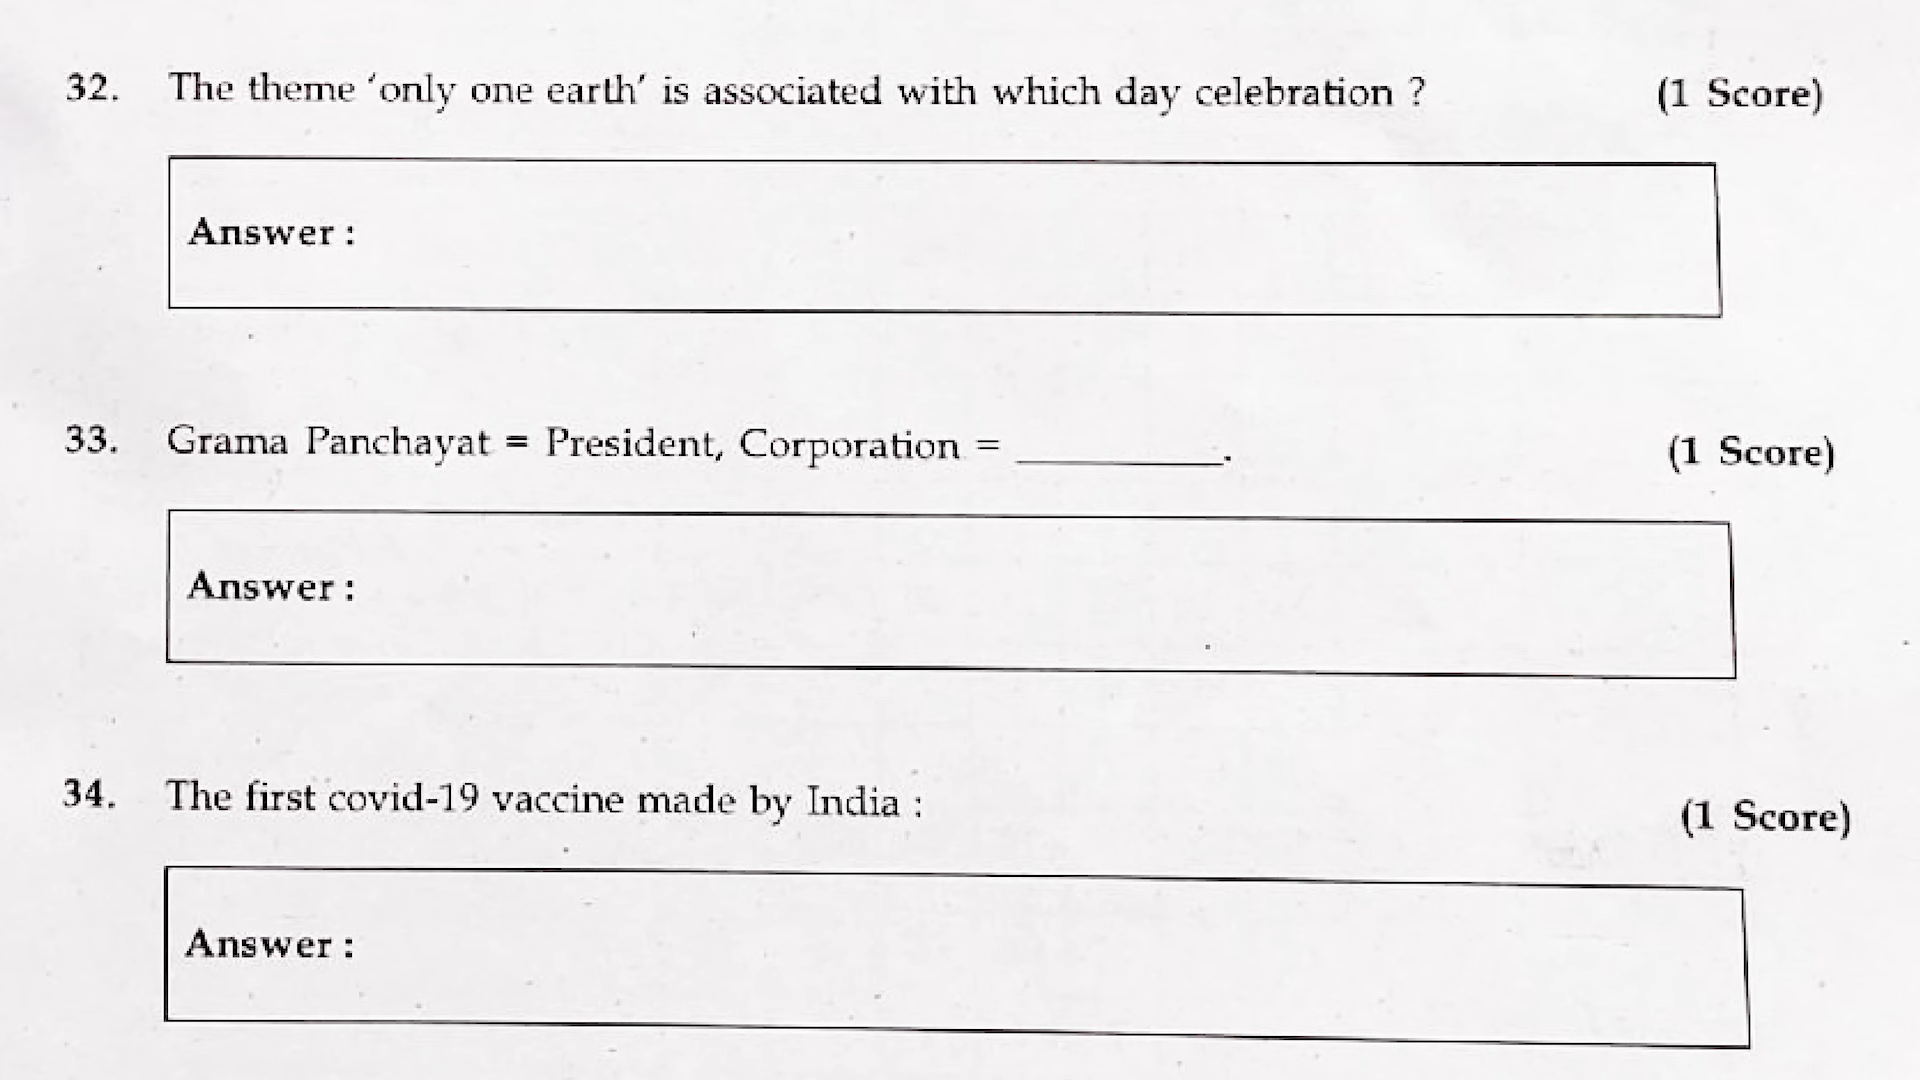 32. The theme ‘only one earth’ is associated with which day celebration ? (1 Score)
Answer :
33. Grama Panchayat = President, Corporation = __________. (1 Score)
Answer :
34. The first covid-19 vaccine made by India : (1 Score)
Answer :